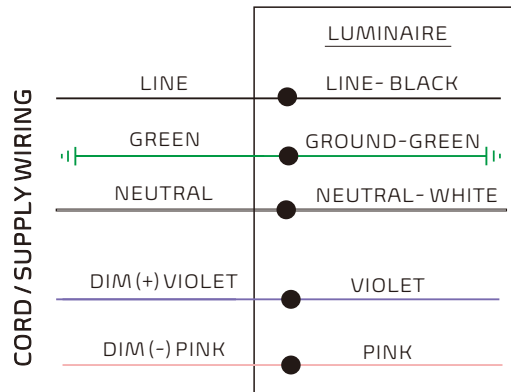 LUMINAIRE
CORD / SUPPLY WIRING
LINE
LINE- BLACK
GREEN
GROUND-GREEN
NEUTRAL
NEUTRAL- WHITE
DIM (+) VIOLET
VIOLET
DIM (-) PINK
PINK